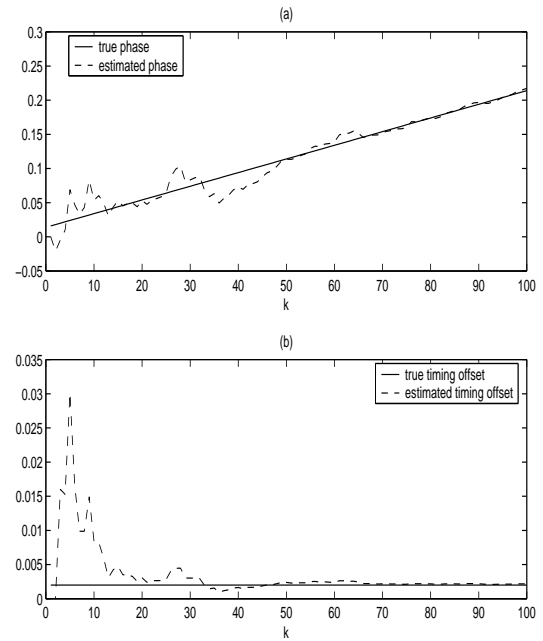 (a)
0.3
0.25
0.2
0.15
0.1
0.05
0
−0.05
true phase
estimated phase
0 10 20 30 40 50 60 70 80 90 100
k
(b)
0.035
0.03
0.025
0.02
0.015
0.01
0.005
0
true timing offset
estimated timing offset
0 10 20 30 40 50 60 70 80 90 100
k